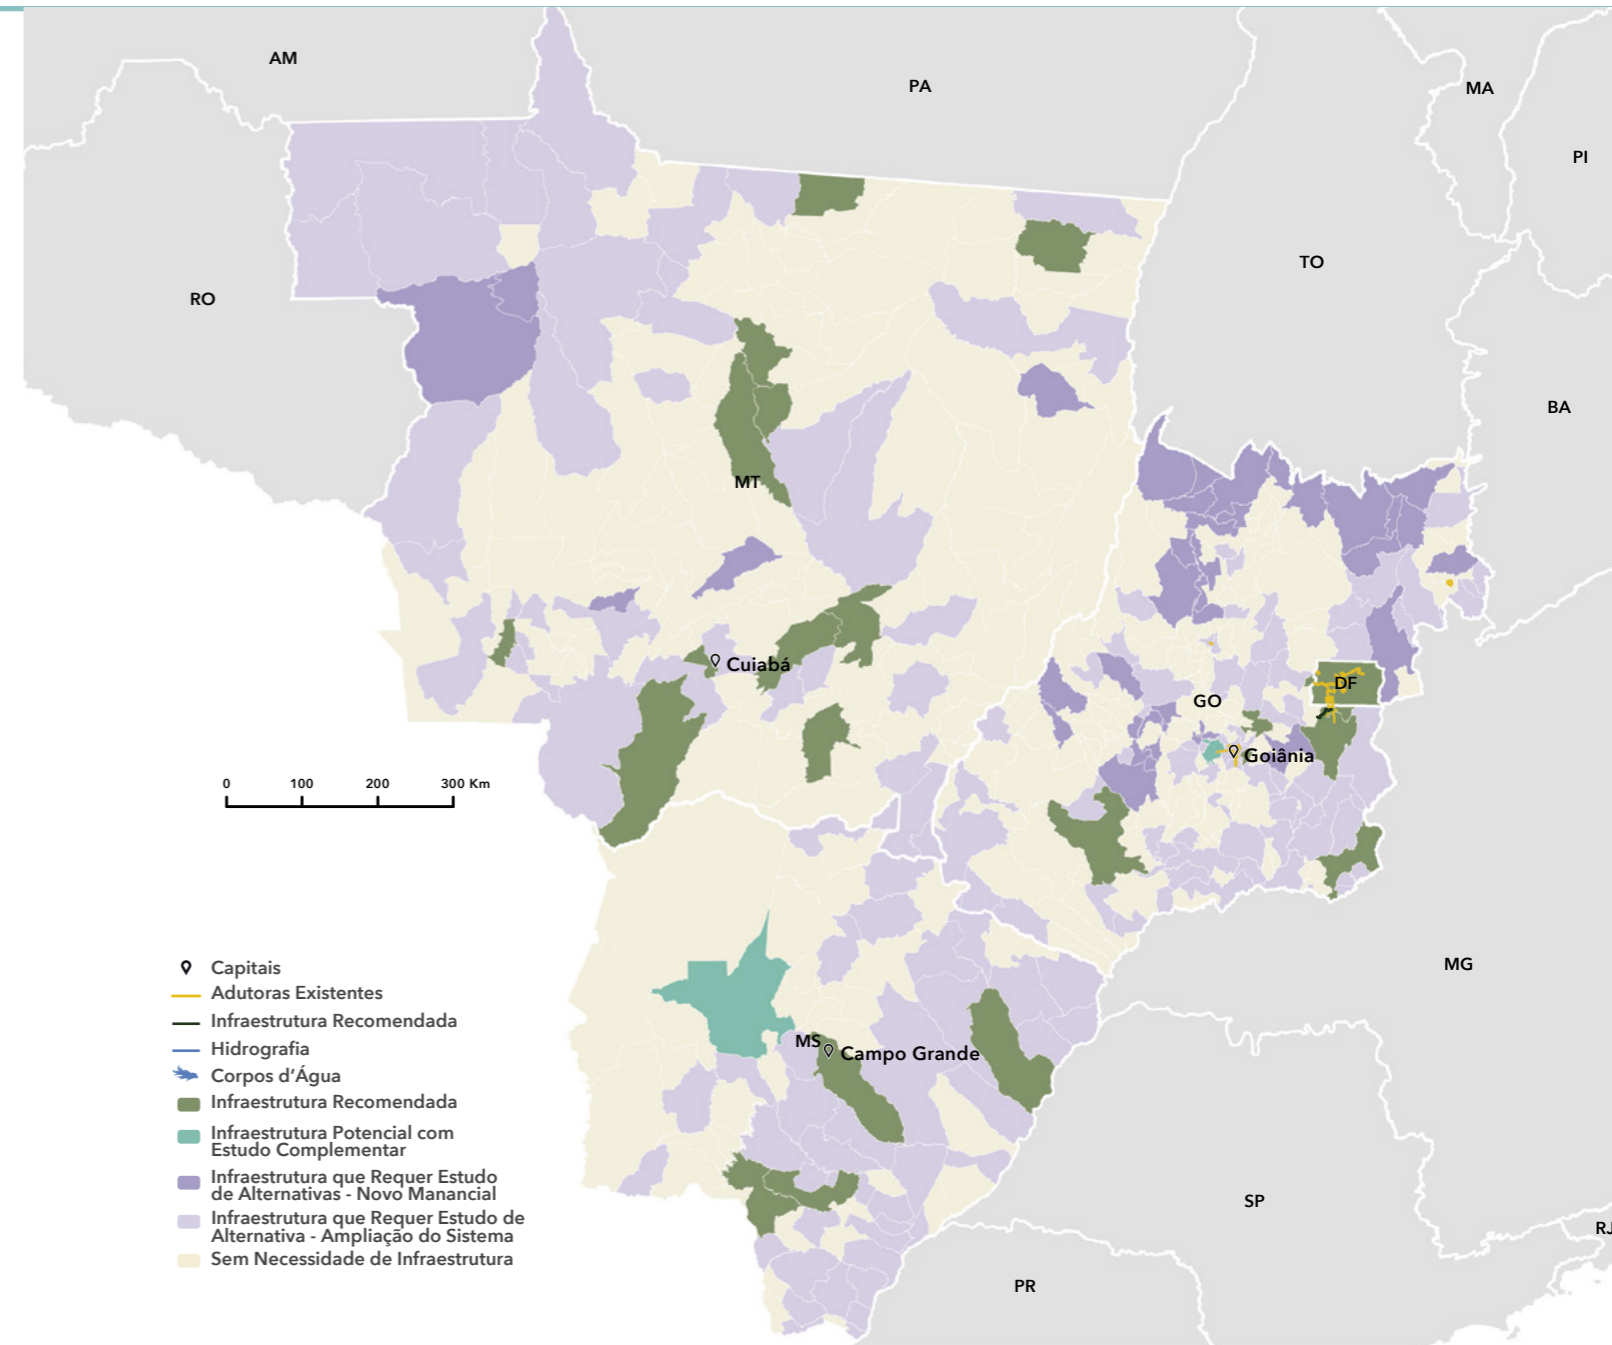 AM
PA
MA
PI
TO
RO
BA
MT
Cuiabá
DF
GO
Goiânia
0 100 200 300 Km
MG
Capitais
Adutoras Existentes
Infraestrutura Recomendada
Hidrografia
Corpos d'Água
Infraestrutura Recomendada
Infraestrutura Potencial com
Estudo Complementar
Infraestrutura que Requer Estudo
de Alternativas - Novo Manancial
Infraestrutura que Requer Estudo de
Alternativa - Ampliação do Sistema
Sem Necessidade de Infraestrutura
MS
Campo Grande
SP
RJ
PR